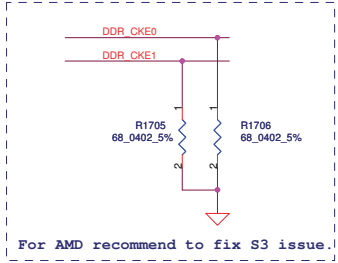 DDR_CKE0
DDR_CKE1
1
1
R1705
68_0402_5%
R1706
68_0402_5%
2
2
For AMD recommend to fix S3 issue.